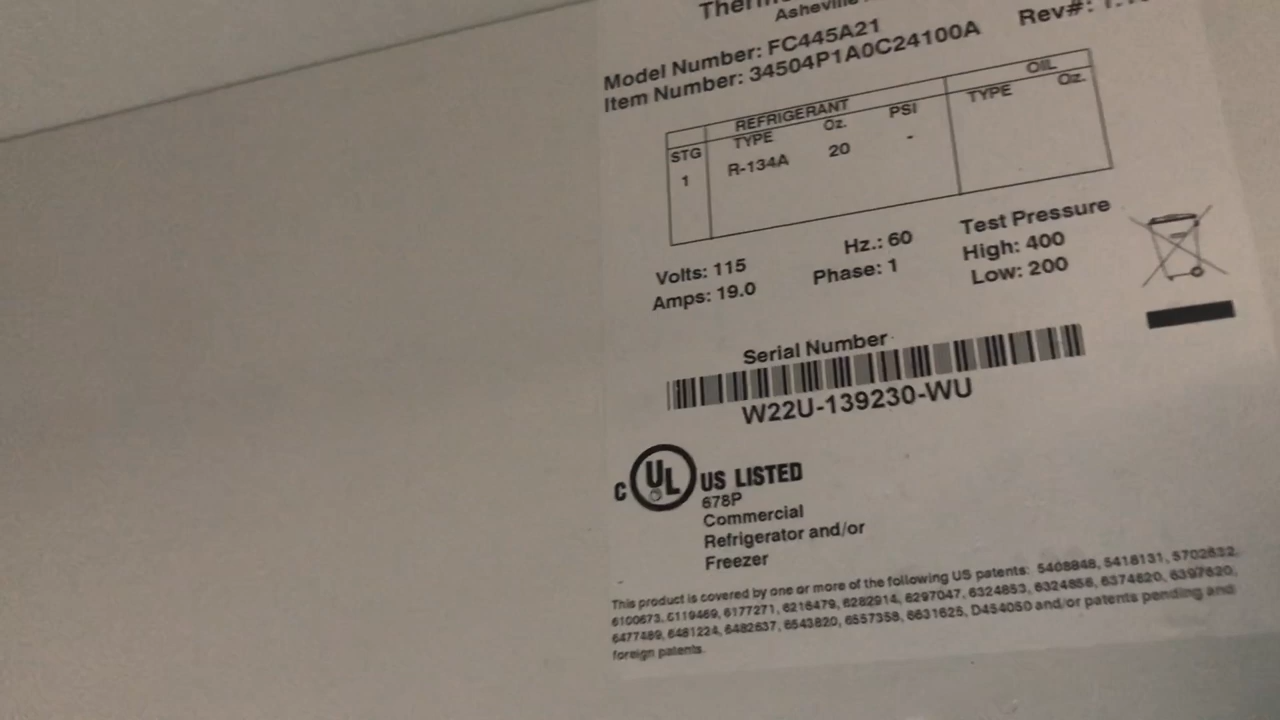 Asheville
Model Number: FC445A21
Item Number: 34504P1A0C24100A
Rev#:
REFRIGERANT
OIL
STG TYPE Oz. PSI TYPE Oz.
1 R-134A 20 -
Volts: 115 Hz.: 60 Test Pressure
Amps: 19.0 Phase: 1 High: 400
Low: 200
Serial Number
W22U-139230-WU
C UL US LISTED
678P
Commercial
Refrigerator and/or
Freezer
This product is covered by one or more of the following US patents: 5408848, 5418131, 5702632,
6100673, 6119469, 6177271, 6216479, 6282914, 6297047, 6324853, 6324856, 6374620, 6397620,
6477489, 6481224, 6482637, 6543820, 6557358, 6631625, D454050 and/or patents pending and
foreign patents.